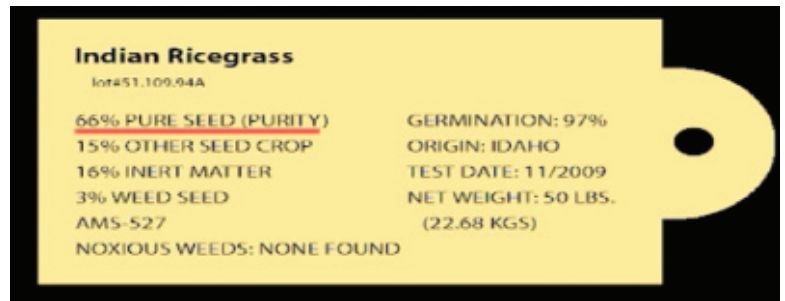 Indian Ricegrass
lot#51.109.94A
66% PURE SEED (PURITY)
15% OTHER SEED CROP
16% INERT MATTER
3% WEED SEED
AMS-527
NOXIOUS WEEDS: NONE FOUND
GERMINATION: 97%
ORIGIN: IDAHO
TEST DATE: 11/2009
NET WEIGHT: 50 LBS.
(22.68 KGS)